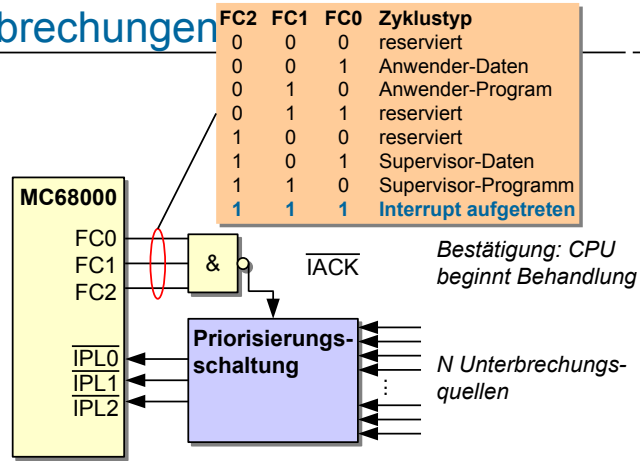 brechungen
FC2 FC1 FC0 Zyklustyp
0 0 0 reserviert
0 0 1 Anwender-Daten
0 1 0 Anwender-Program
0 1 1 reserviert
1 0 0 reserviert
1 0 1 Supervisor-Daten
1 1 0 Supervisor-Programm
1 1 1 Interrupt aufgetreten
MC68000
FC0
FC1
FC2
&
IACK
Bestätigung: CPU
beginnt Behandlung
IPL0
IPL1
IPL2
Priorisierungs-
schaltung
N Unterbrechungs-
quellen